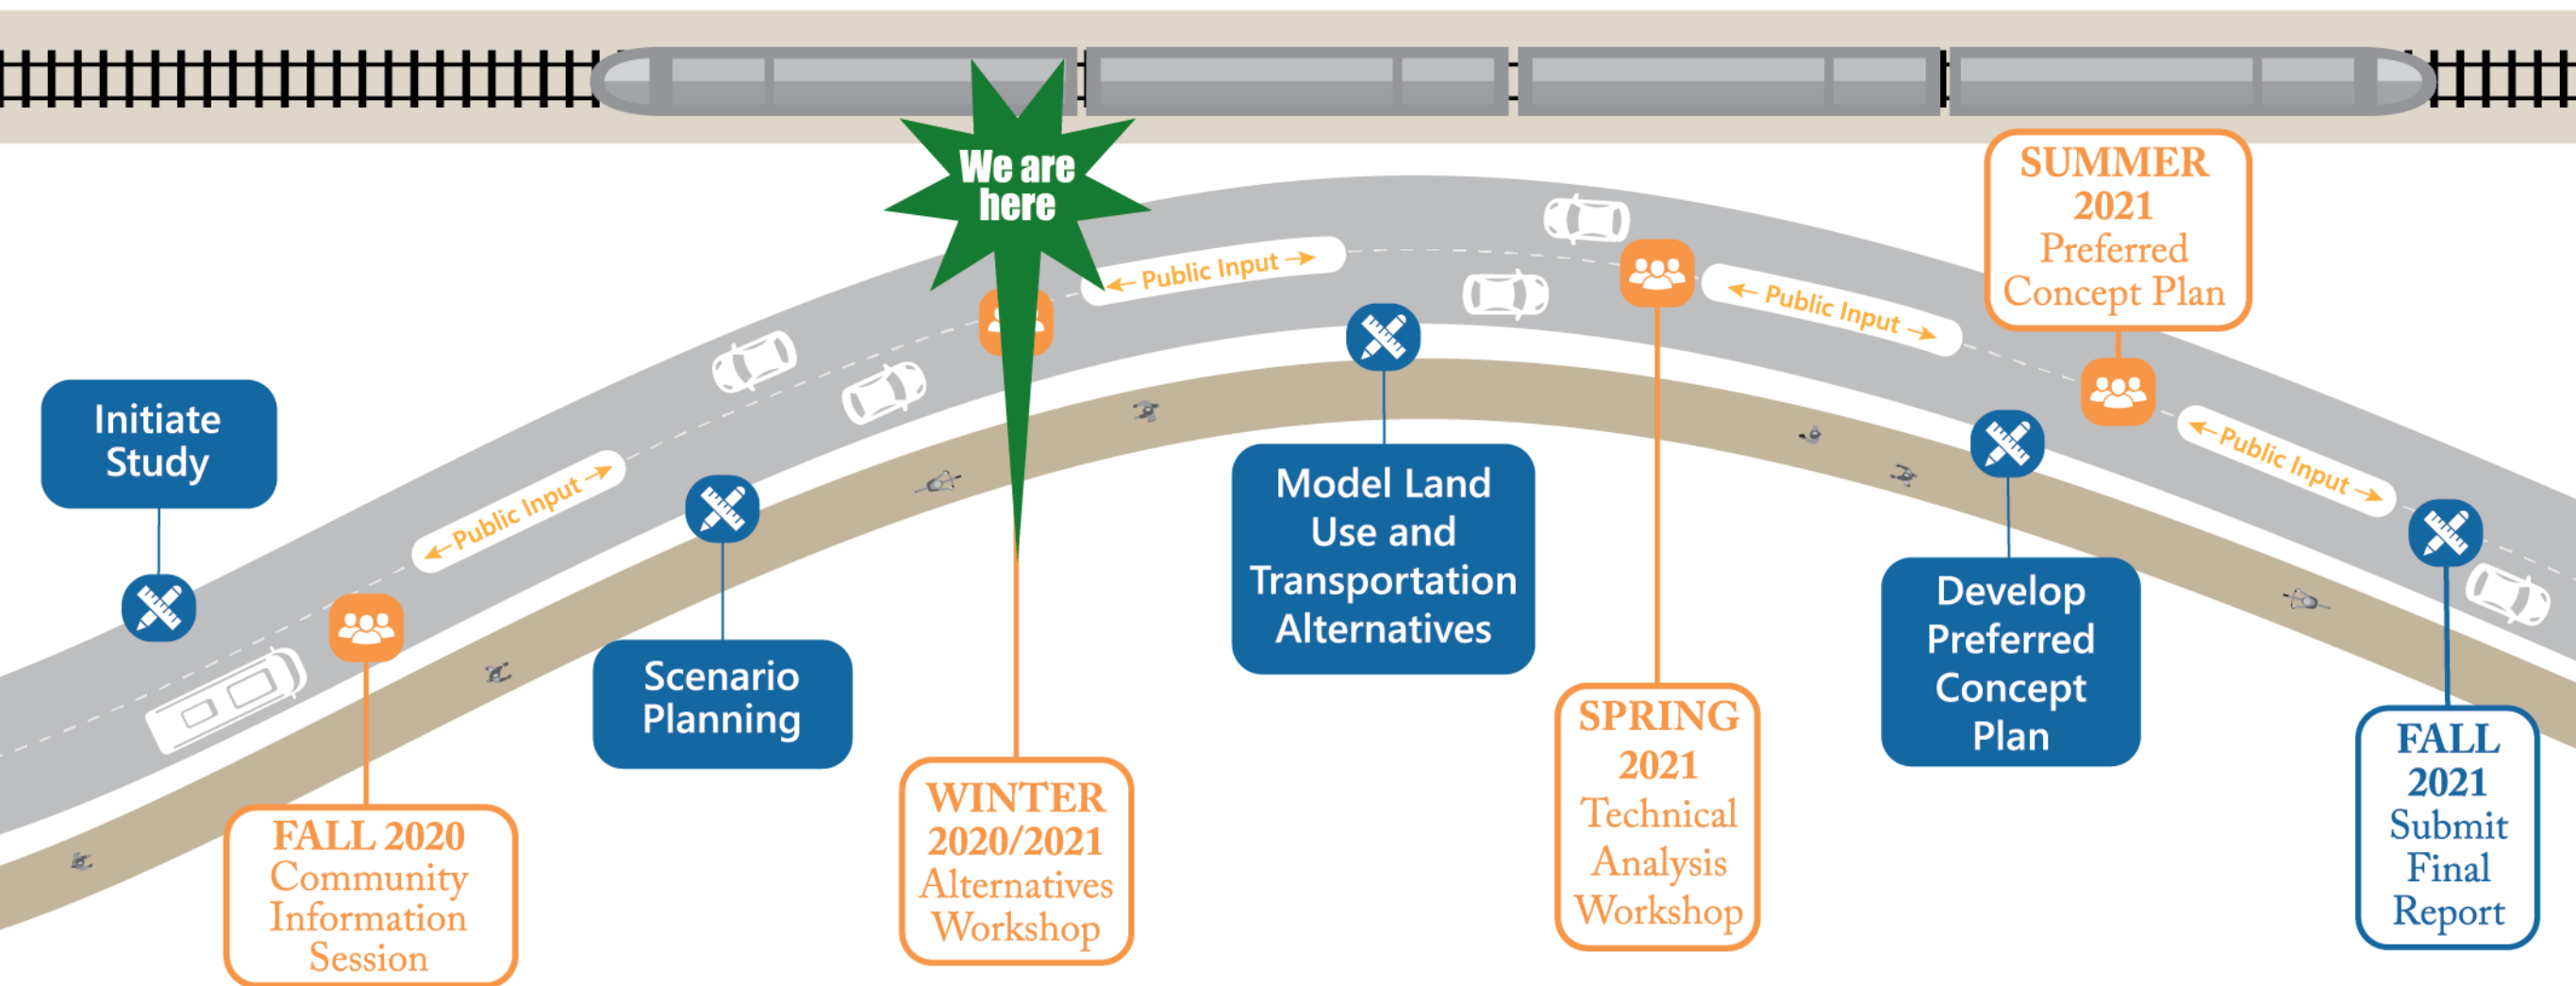 We are
here
SUMMER
2021
Preferred
Concept Plan
← Public Input →
← Public Input →
Initiate
Study
← Public Input →
← Public Input →
Model Land
Use and
Transportation
Alternatives
Develop
Preferred
Concept
Plan
Scenario
Planning
SPRING
2021
Technical
Analysis
Workshop
FALL
2021
Submit
Final
Report
WINTER
2020/2021
Alternatives
Workshop
FALL 2020
Community
Information
Session